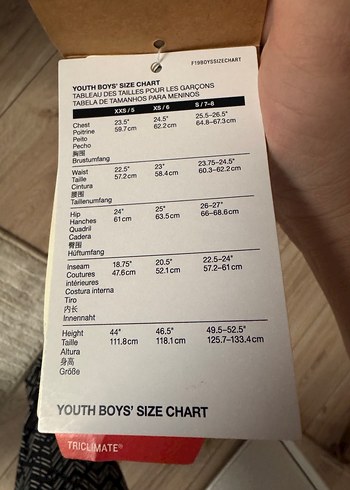 F19BOYSSIZECHART
YOUTH BOYS' SIZE CHART
TABLEAU DES TAILLES POUR LES GARÇONS
TABELA DE TAMANHOS PARA MENINOS
XXS / 5 XS / 6 S / 7-8
Chest 23.5" 24.5" 25.5-26.5"
Poitrine 59.7cm 62.2cm 64.8-67.3cm
Peito
Pecho
胸围
Brustumfang
Waist 22.5" 23" 23.75-24.5"
Taille 57.2cm 58.4cm 60.3-62.2cm
Cintura
腰围
Taillenumfang
Hip 24" 25" 26-27"
Hanches 61cm 63.5cm 66-68.6cm
Quadril
Cadera
臀围
Hüftumfang
Inseam 18.75" 20.5" 22.5-24"
Coutures 47.6cm 52.1cm 57.2-61cm
intérieures
Costura interna
Tiro
内长
Innennaht
Height 44" 46.5" 49.5-52.5"
Taille 111.8cm 118.1cm 125.7-133.4cm
Altura
身高
Größe
YOUTH BOYS' SIZE CHART
TRICLIMATE®